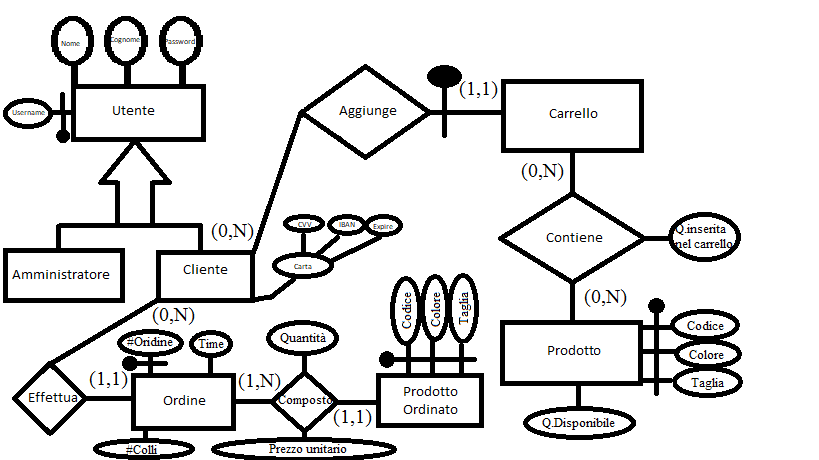 Nome
Cognome
Password
Username
Utente
Aggiunge
(1,1)
Carrello
(0,N)
(0,N)
CVV
IBAN
Expire
Carta
Amministratore
Cliente
Contiene
Q.inserita
nel carrello
(0,N)
(0,N)
Codice
Colore
Taglia
Codice
Colore
Taglia
Prodotto
#Oridine
Time
Quantità
Effettua
(1,1)
Ordine
(1,N)
Composto
(1,1)
Prodotto
Ordinato
Q.Disponibile
#Colli
Prezzo unitario